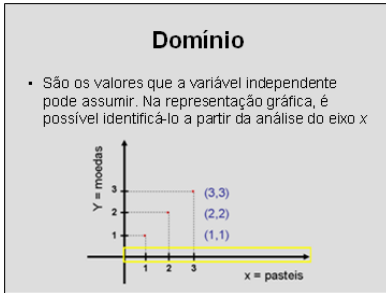 Domínio
• São os valores que a variável independente
pode assumir. Na representação gráfica, é
possível identificá-lo a partir da análise do eixo x
Y = moedas
3
(3,3)
2
(2,2)
1
(1,1)
1 2 3
x = pasteis